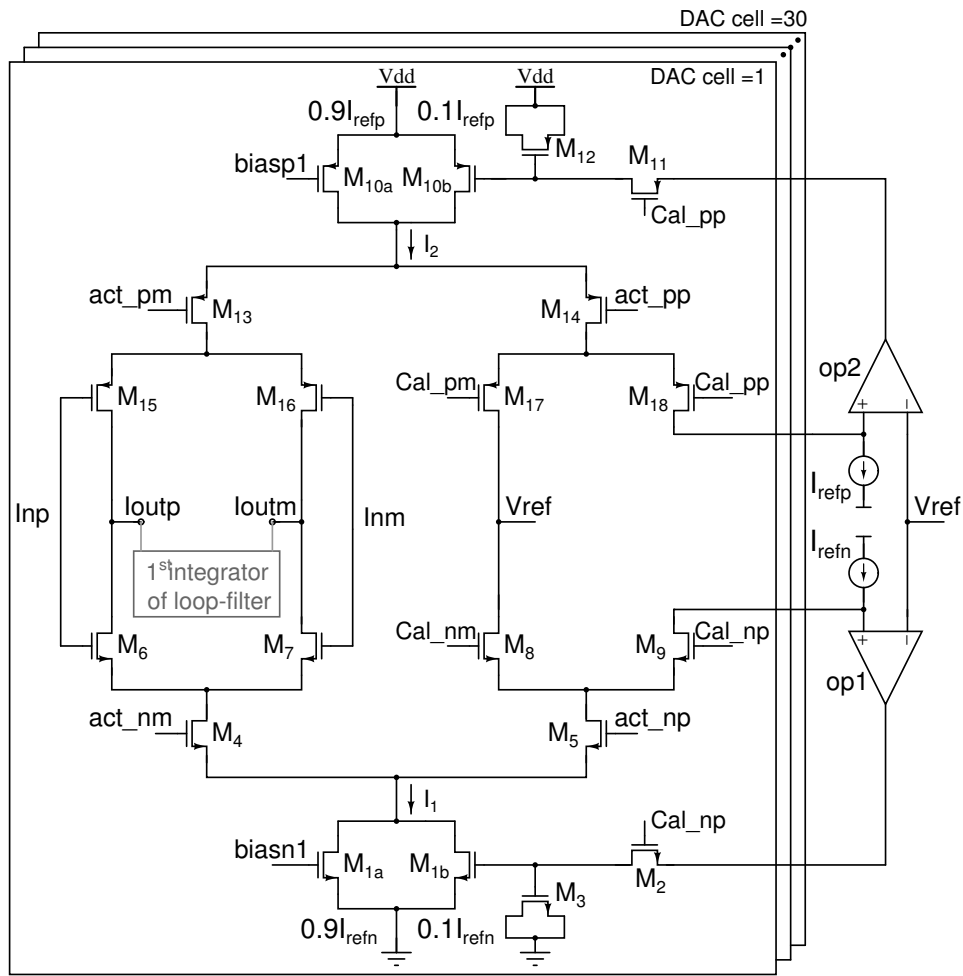 DAC cell =30
DAC cell =1
Vdd Vdd
0.9I_refp 0.1I_refp
M_12 M_11
biasp1 M_10a M_10b
Cal_pp
I_2
act_pm M_13 M_14 act_pp
op2
Cal_pm Cal_pp
M_15 M_16 M_17 M_18
+ −
I_refp
Inp Ioutp Ioutm Inm Vref Vref
I_refn
1st integrator
of loop-filter
Cal_nm Cal_np
M_6 M_7 M_8 M_9
+ −
op1
act_nm M_4 M_5 act_np
I_1
Cal_np
biasn1 M_1a M_1b
M_3 M_2
0.9I_refn 0.1I_refn